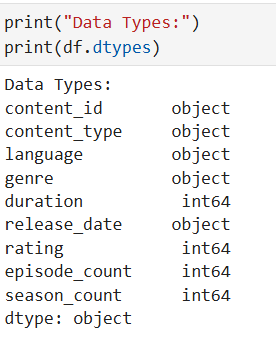 print("Data Types:")
print(df.dtypes)
Data Types:
content_id object
content_type object
language object
genre object
duration int64
release_date object
rating int64
episode_count int64
season_count int64
dtype: object